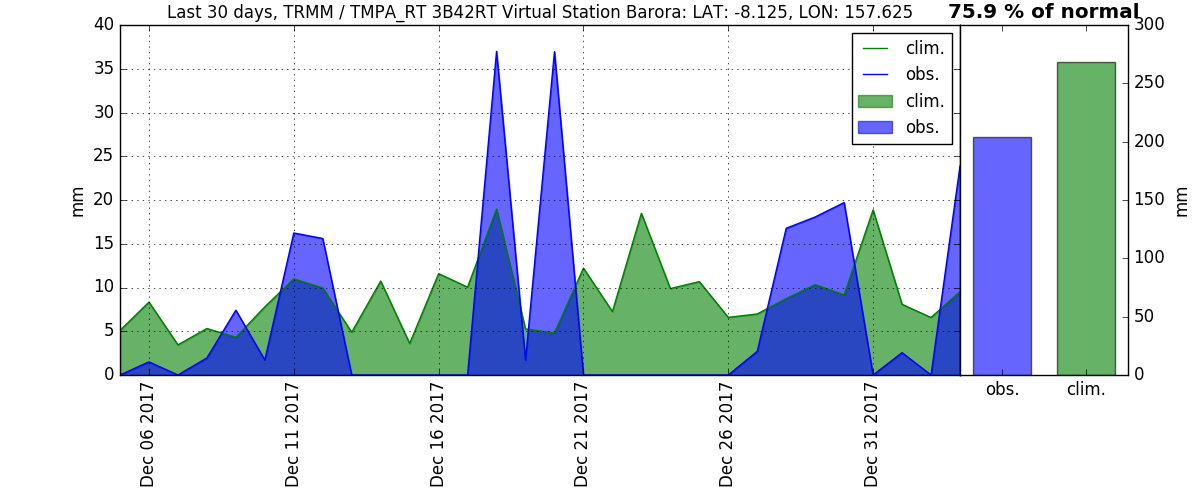 Last 30 days, TRMM / TMPA_RT 3B42RT Virtual Station Barora: LAT: -8.125, LON: 157.625
75.9 % of normal
40
35
30
25
20
15
10
5
0
mm
clim.
obs.
clim.
obs.
Dec 06 2017
Dec 11 2017
Dec 16 2017
Dec 21 2017
Dec 26 2017
Dec 31 2017
300
250
200
150
100
50
0
mm
obs.
clim.